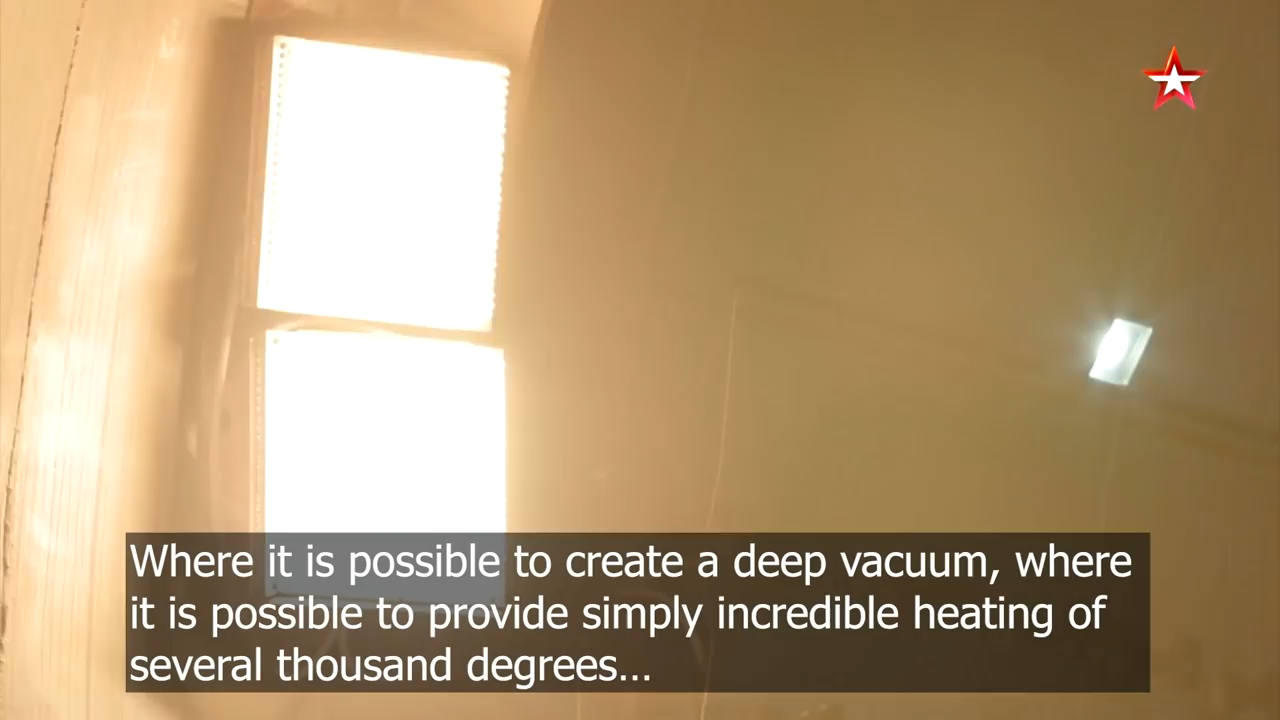 Where it is possible to create a deep vacuum, where
it is possible to provide simply incredible heating of
several thousand degrees...